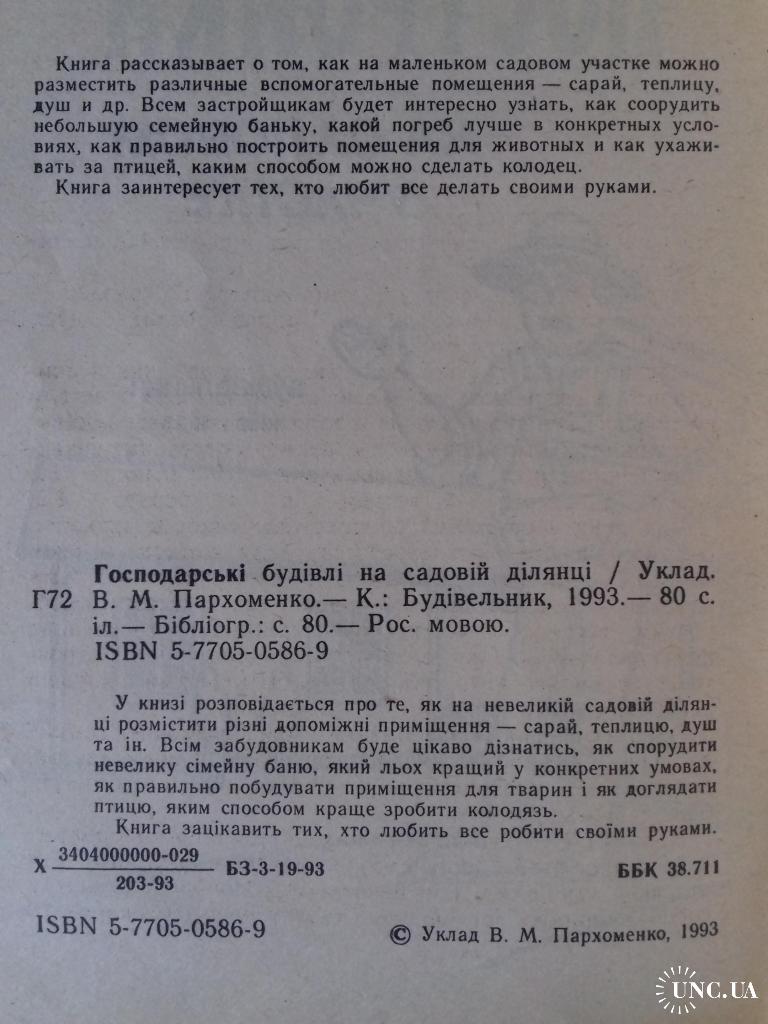 Книга рассказывает о том, как на маленьком садовом участке можно
разместить различные вспомогательные помещения — сарай, теплицу,
душ и др. Всем застройщикам будет интересно узнать, как соорудить
небольшую семейную баньку, какой погреб лучше в конкретных усло-
виях, как правильно построить помещения для животных и как ухажи-
вать за птицей, каким способом можно сделать колодец.
Книга заинтересует тех, кто любит все делать своими руками.
Господарські будівлі на садовій ділянці / Уклад.
Г72 В. М. Пархоменко.— К.: Будівельник, 1993.— 80 с.
іл.— Бібліогр.: с. 80.— Рос. мовою.
ISBN 5-7705-0586-9
У книзі розповідається про те, як на невеликій садовій ділян-
ці розмістити різні допоміжні приміщення — сарай, теплицю, душ
та ін. Всім забудовникам буде цікаво дізнатись, як спорудити
невелику сімейну баню, який льох кращий у конкретних умовах,
як правильно побудувати приміщення для тварин і як доглядати
птицю, яким способом краще зробити колодязь.
Книга зацікавить тих, хто любить все робити своїми руками.
Х 3404000000-029
203-93
БЗ-3-19-93
ББК 38.711
ISBN 5-7705-0586-9
© Уклад В. М. Пархоменко, 1993
UNC.UA